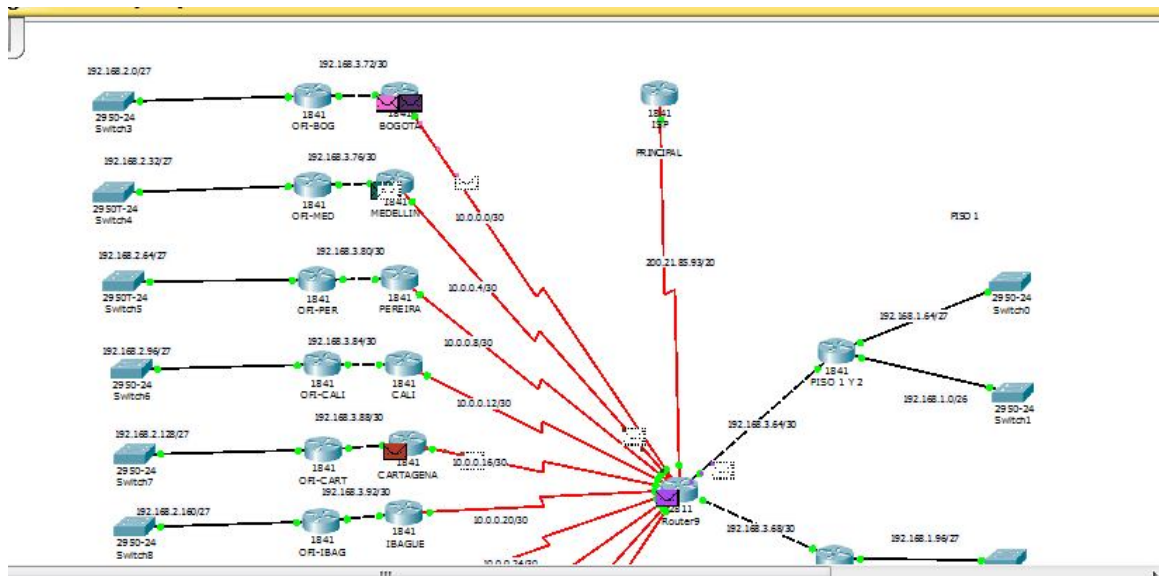 192.168.2.0/27
192.168.3.72/30
2950-24
Switch3
1841
OFI-BOG
1841
BOGOTA
1841
ISP
PRINCIPAL
192.168.2.32/27
192.168.3.76/30
2950T-24
Switch4
1841
OFI-MED
1841
MEDELLIN
10.0.0.0/30
PISO 1
192.168.2.64/27
192.168.3.80/30
2950T-24
Switch5
1841
OFI-PER
1841
PEREIRA
10.0.0.4/30
200.21.85.93/20
2950-24
Switch0
192.168.1.64/27
192.168.2.96/27
192.168.3.84/30
2950-24
Switch6
1841
OFI-CALI
1841
CALI
10.0.0.8/30
10.0.0.12/30
1841
PISO 1 Y 2
192.168.1.0/26
2950-24
Switch1
192.168.2.128/27
192.168.3.88/30
2950-24
Switch7
1841
OFI-CART
1841
CARTAGENA
10.0.0.16/30
192.168.3.64/30
192.168.2.160/27
192.168.3.92/30
2950-24
Switch8
1841
OFI-IBAG
1841
IBAGUE
10.0.0.20/30
2811
Router9
192.168.3.68/30
192.168.1.96/27
10.0.0.24/30